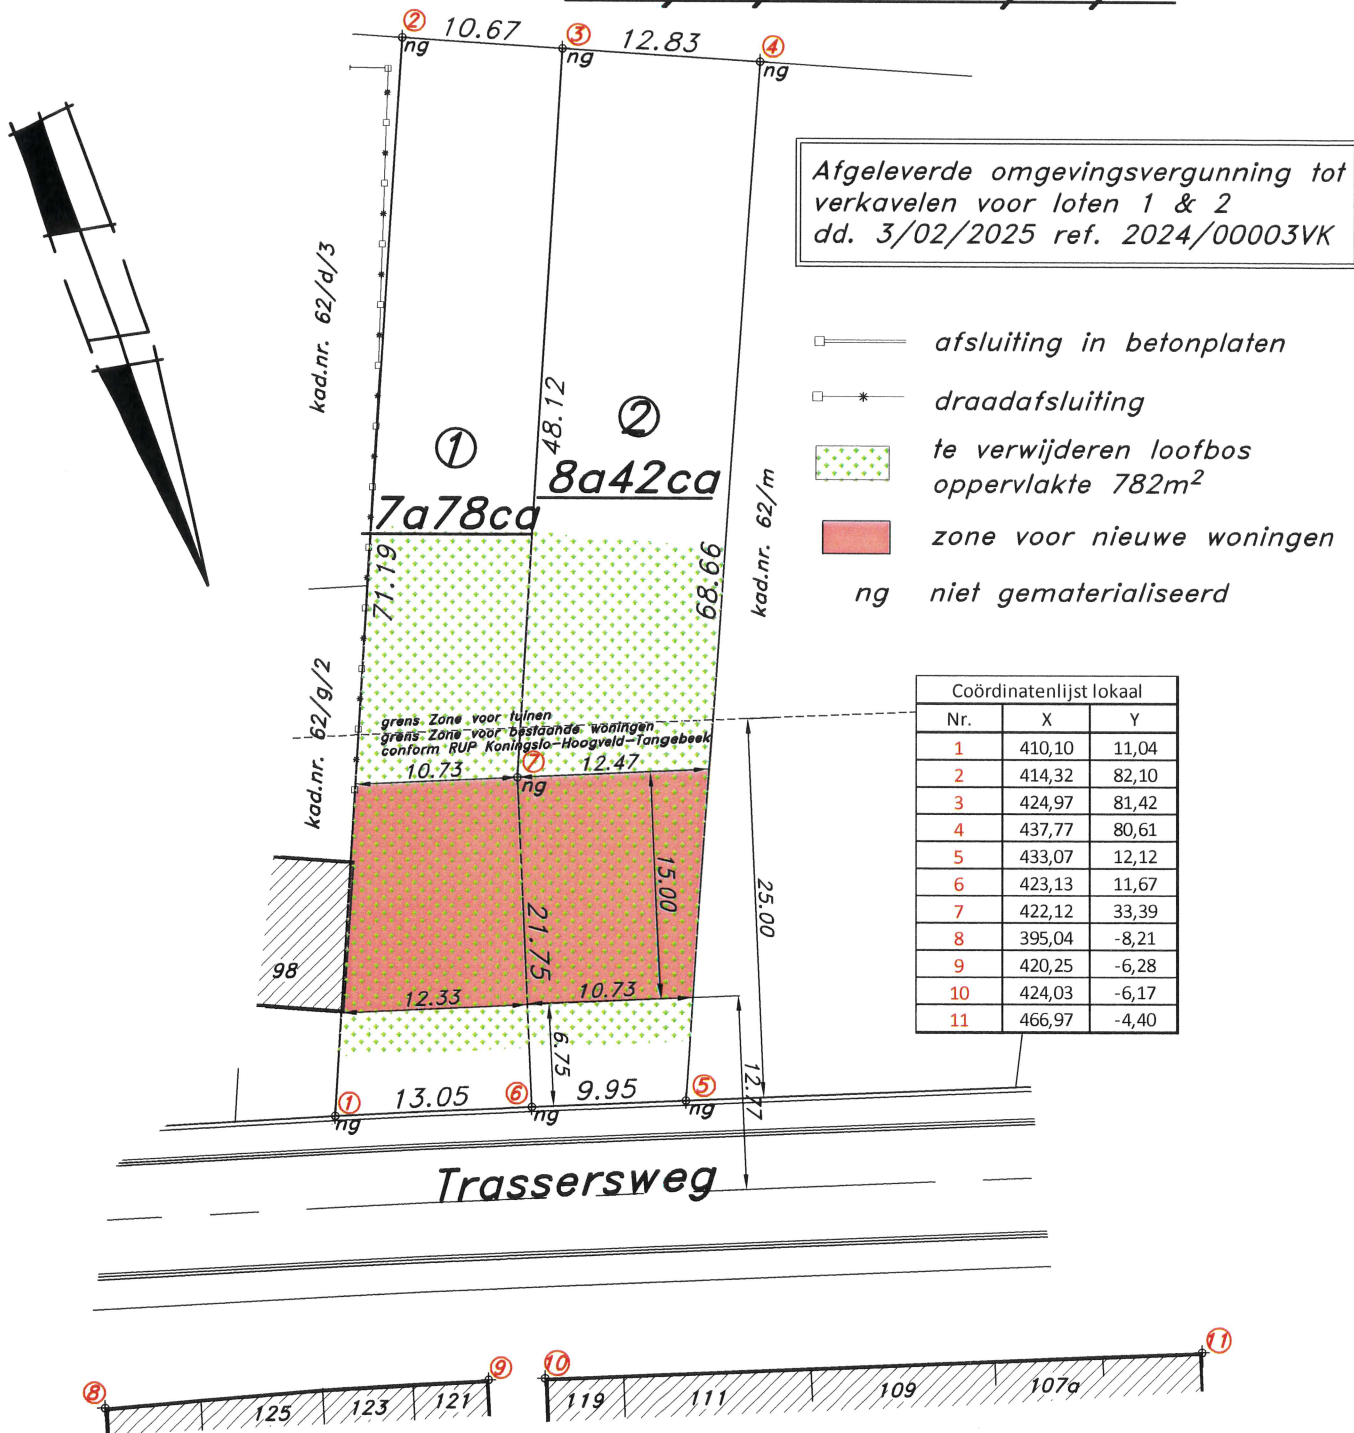 ② 10.67 ③ 12.83 ④
ng ng ng
Afgeleverde omgevingsvergunning tot
verkavelen voor loten 1 & 2
dd. 3/02/2025 ref. 2024/00003VK
kad.nr. 62/d/3
afsluiting in betonplaten
draadafsluiting
te verwijderen loofbos
oppervlakte 782m²
zone voor nieuwe woningen
ng niet gematerialiseerd
48.12
①
②
7a78ca
8a42ca
kad.nr. 62/m
71.19
68.66
kad.nr. 62/g/2
grens Zone voor tuinen
grens Zone voor bestaande woningen
conform RUP Koningslo-Hoogveld-Tangebeek
10.73 ⑦ 12.47
ng
15.00
25.00
21.75
98
12.33 10.73
6.75
12.77
① 13.05 ⑥ 9.95 ⑤
ng ng ng
Trassersweg
Coördinatenlijst lokaal
Nr. X Y
1 410,10 11,04
2 414,32 82,10
3 424,97 81,42
4 437,77 80,61
5 433,07 12,12
6 423,13 11,67
7 422,12 33,39
8 395,04 -8,21
9 420,25 -6,28
10 424,03 -6,17
11 466,97 -4,40
⑧ 125 123 121 ⑨
⑩ 119 111 109 107a ⑪